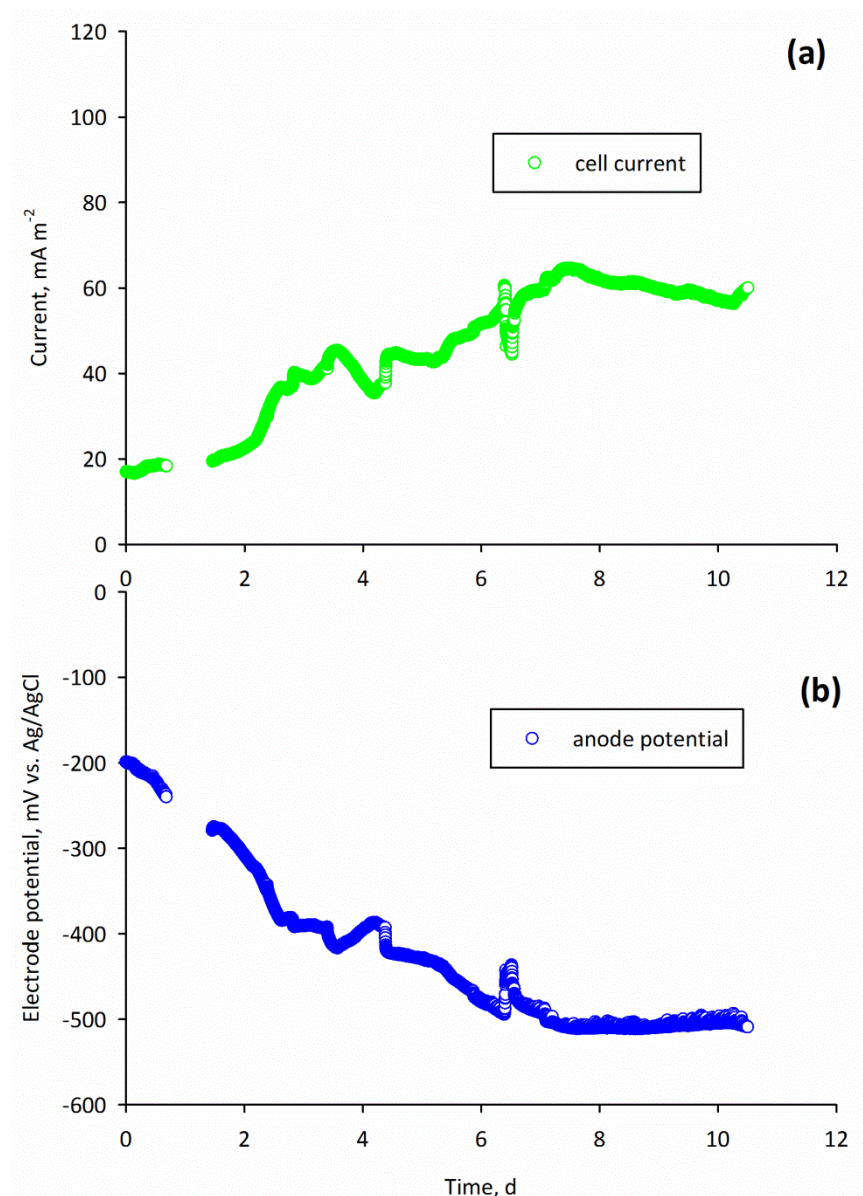 (a)
120
100
80
60
40
20
0
Current, mA m⁻²
cell current
0 2 4 6 8 10 12
(b)
0
-100
-200
-300
-400
-500
-600
Electrode potential, mV vs. Ag/AgCl
anode potential
0 2 4 6 8 10 12
Time, d